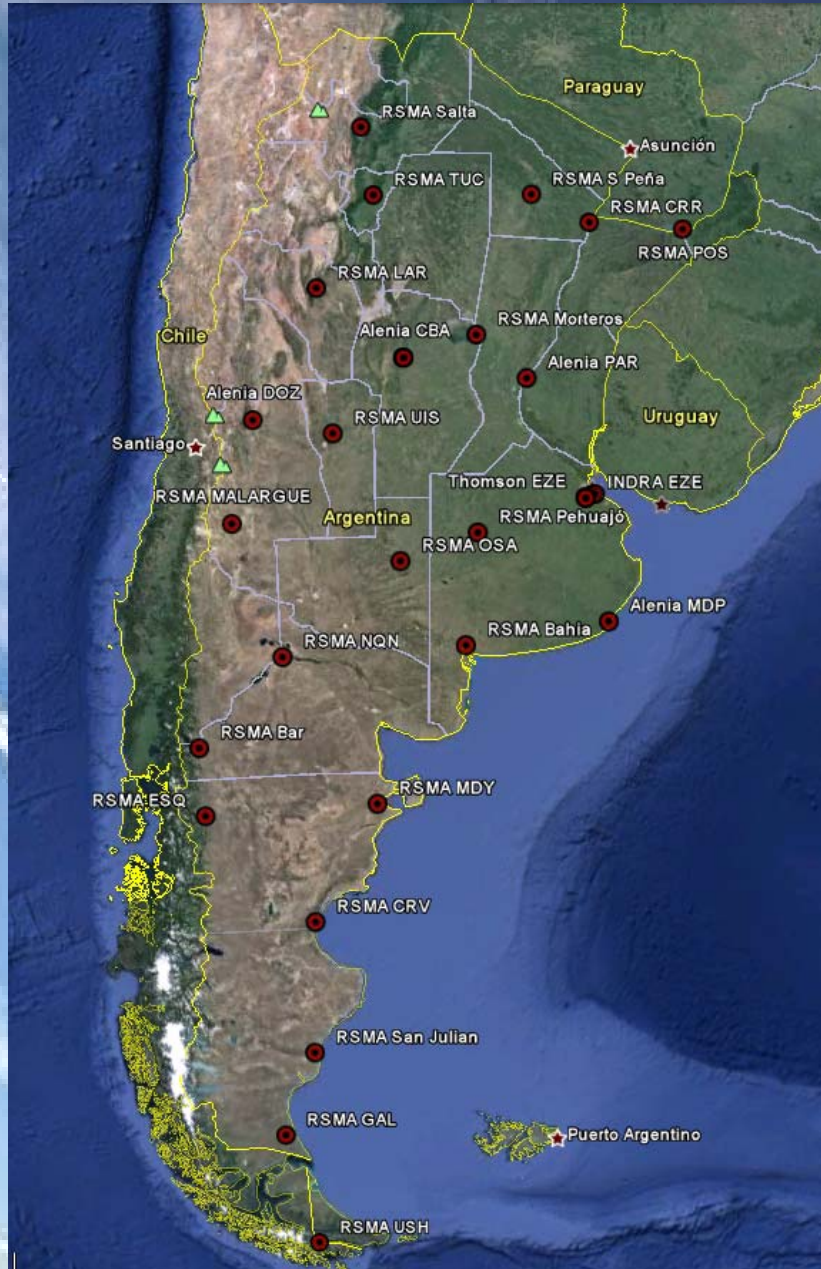 Paraguay
RSMA Salta
Asunción
RSMA TUC
RSMA S Peña
RSMA CRR
RSMA POS
RSMA LAR
Chile
Alenia CBA
RSMA Morteros
Alenia PAR
Alenia DOZ
Santiago
RSMA UIS
Uruguay
Thomson EZE
INDRA EZE
RSMA MALARGUE
Argentina
RSMA Pehuajó
RSMA OSA
Alenia MDP
RSMA Bahia
RSMA NQN
RSMA Bar
RSMA ESQ
RSMA MDY
RSMA CRV
RSMA San Julian
RSMA GAL
Puerto Argentino
RSMA USH